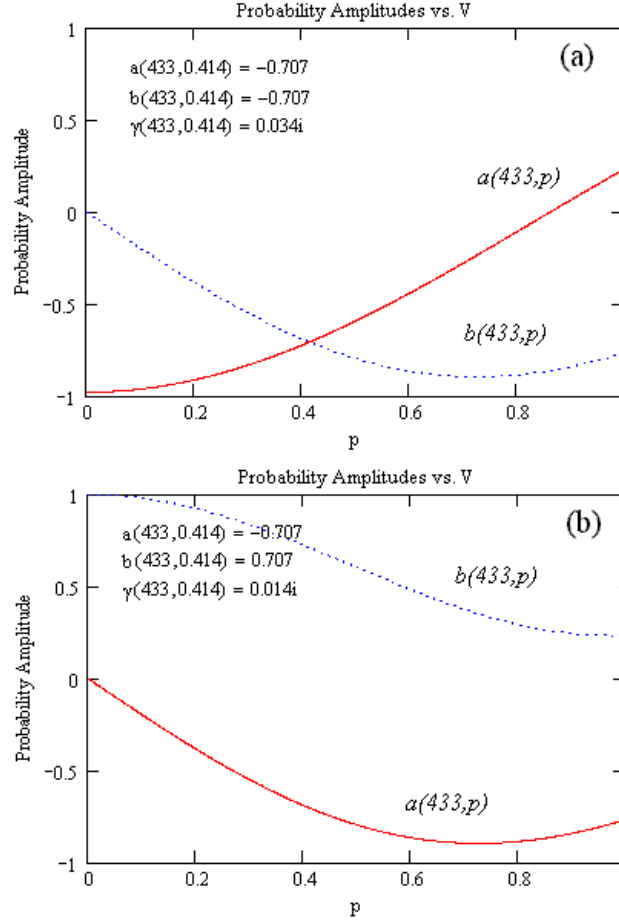 Probability Amplitudes vs. V
(a)
1
a(433,0.414) = −0.707
b(433,0.414) = −0.707
γ(433,0.414) = 0.034i
0.5
a(433,p)
0
Probability Amplitude
−0.5
b(433,p)
−1
0 0.2 0.4 0.6 0.8
p
Probability Amplitudes vs. V
(b)
1
a(433,0.414) = −0.707
b(433,0.414) = 0.707
γ(433,0.414) = 0.014i
b(433,p)
0.5
0
Probability Amplitude
−0.5
a(433,p)
−1
0 0.2 0.4 0.6 0.8
p